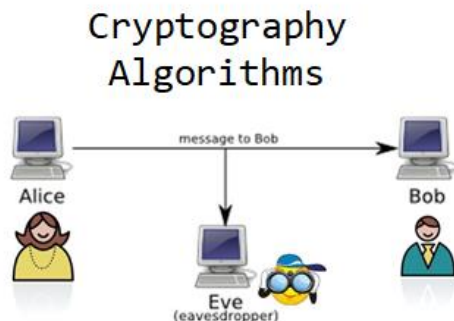 Cryptography
Algorithms
message to Bob
Alice
Bob
Eve
(eavesdropper)